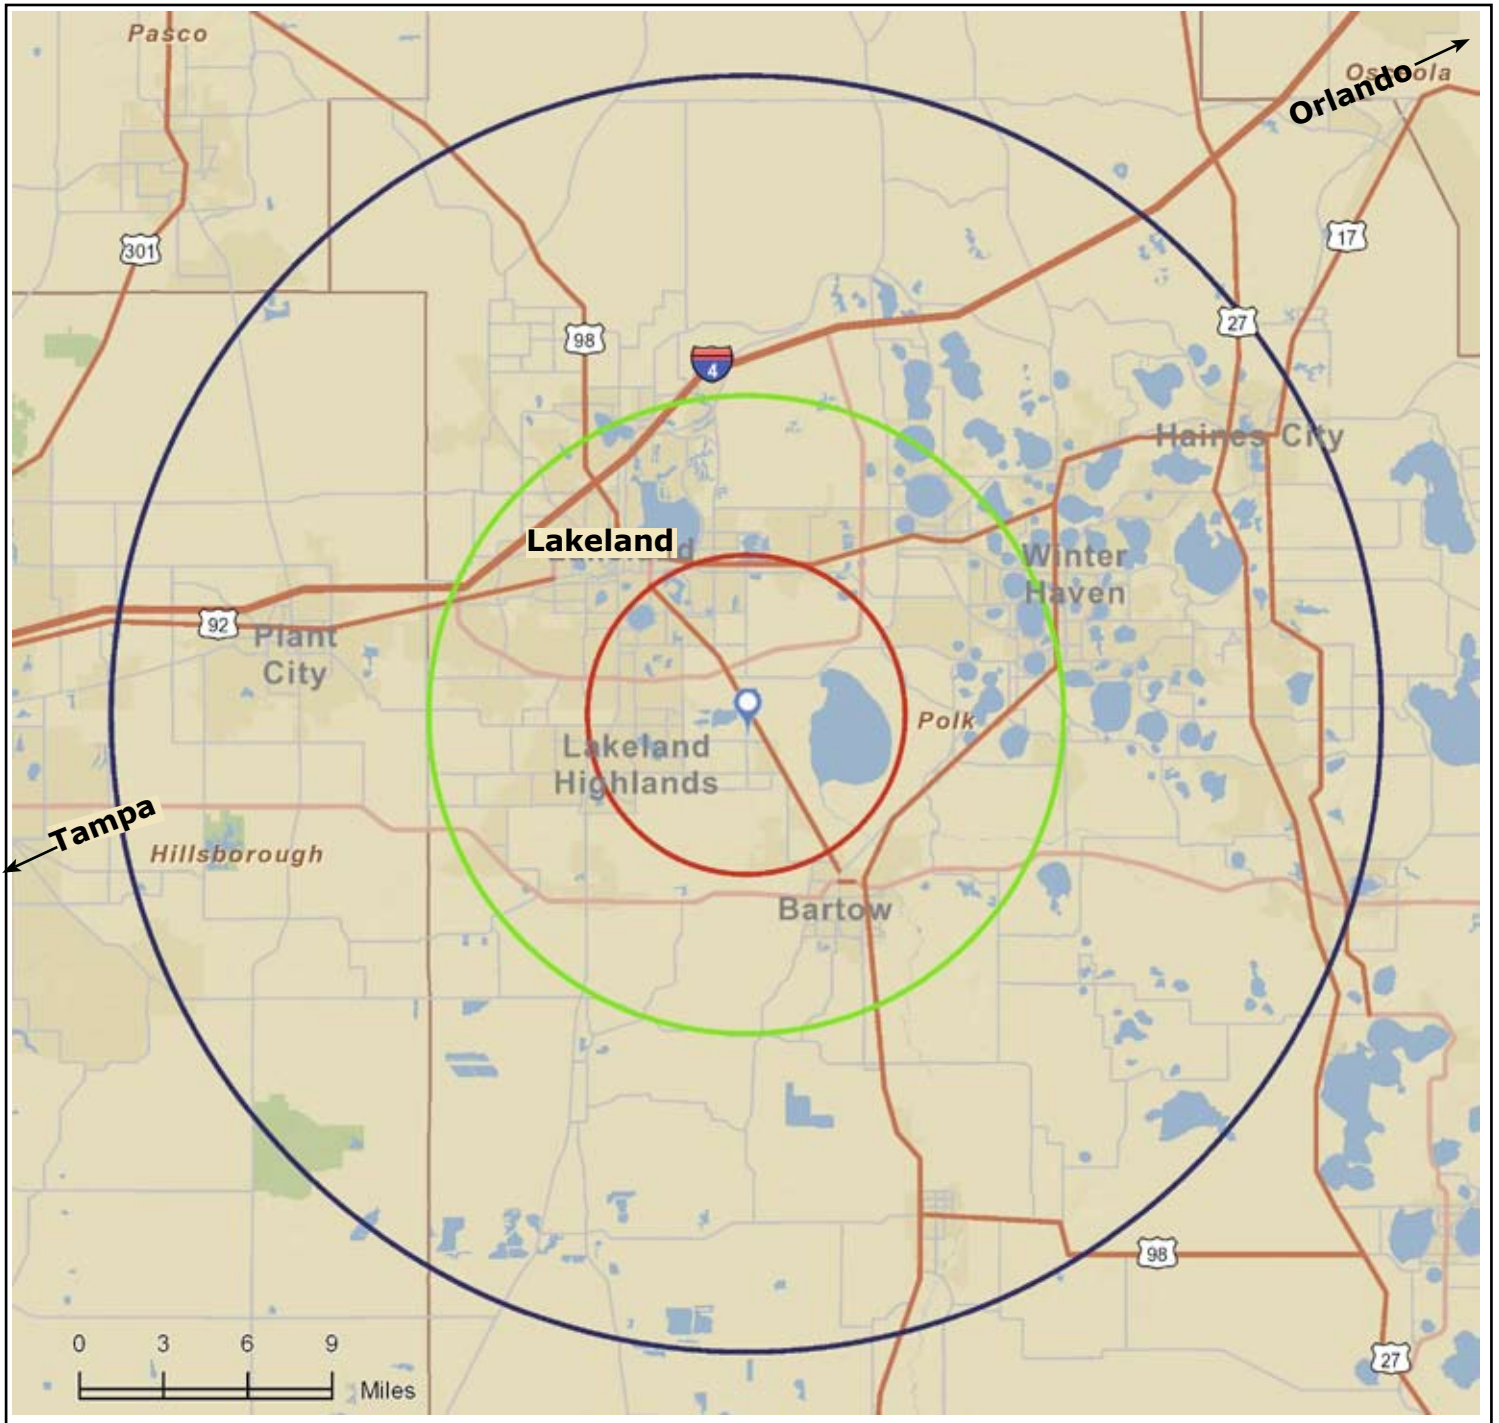 Pasco
Osceola
Orlando
301
17
27
98
4
Haines City
Lakeland
Winter
Haven
92
Plant
City
Polk
Lakeland
Highlands
Tampa
Hillsborough
Bartow
98
0 3 6 9
Miles
27